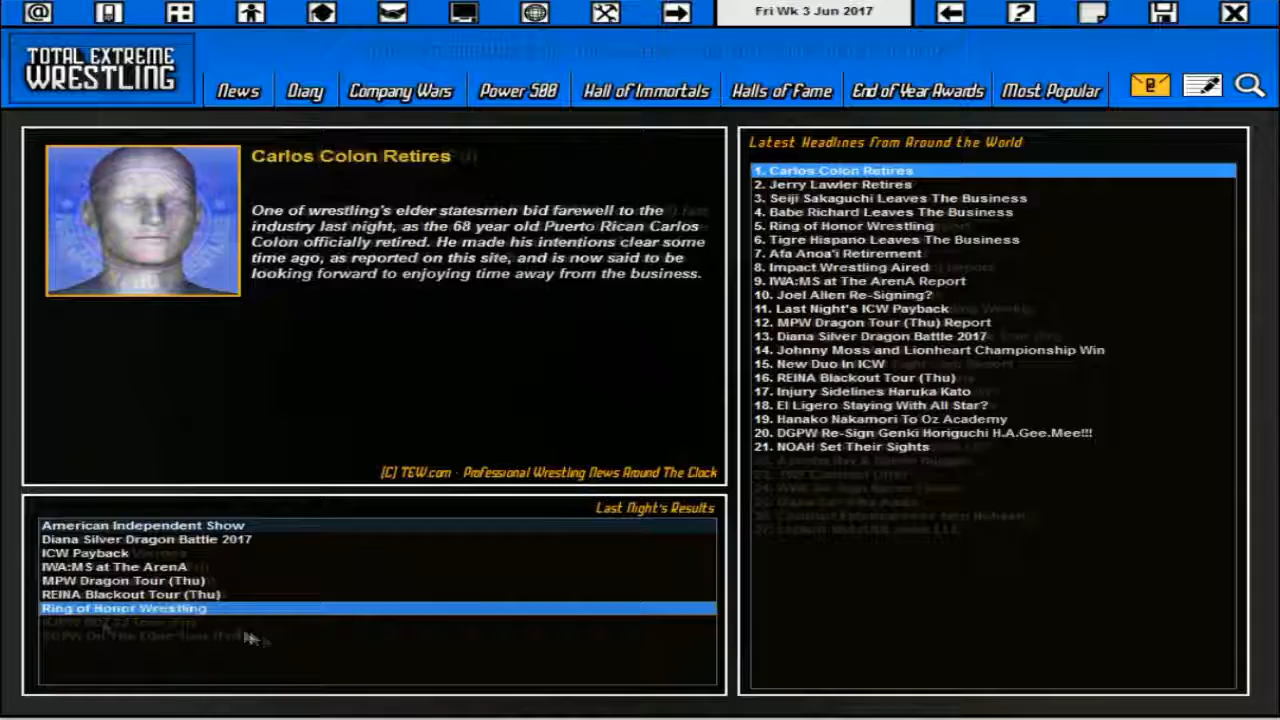 Fri Wk 3 Jun 2017
TOTAL EXTREME
WRESTLING
News
Diary
Company Wars
Power 500
Hall of Immortals
Halls of Fame
End of Year Awards
Most Popular
Carlos Colon Retires
One of wrestling's elder statesmen bid farewell to the
industry last night, as the 68 year old Puerto Rican Carlos
Colon officially retired. He made his intentions clear some
time ago, as reported on this site, and is now said to be
looking forward to enjoying time away from the business.
(C) TEW.com - Professional Wrestling News Around The Clock
Last Night's Results
American Independent Show
Diana Silver Dragon Battle 2017
ICW Payback
IWA:MS at The ArenA
MPW Dragon Tour (Thu)
REINA Blackout Tour (Thu)
Ring of Honor Wrestling
Latest Headlines From Around the World
1. Carlos Colon Retires
2. Jerry Lawler Retires
3. Seiji Sakaguchi Leaves The Business
4. Babe Richard Leaves The Business
5. Ring of Honor Wrestling
6. Tigre Hispano Leaves The Business
7. Afa Anoa'i Retirement
8. Impact Wrestling Aired
9. IWA:MS at The ArenA Report
10. Joel Allen Re-Signing?
11. Last Night's ICW Payback
12. MPW Dragon Tour (Thu) Report
13. Diana Silver Dragon Battle 2017
14. Johnny Moss and Lionheart Championship Win
15. New Duo In ICW
16. REINA Blackout Tour (Thu)
17. Injury Sidelines Haruka Kato
18. El Ligero Staying With All Star?
19. Hanako Nakamori To Oz Academy
20. DGPW Re-Sign Genki Horiguchi H.A.Gee.Mee!!!
21. NOAH Set Their Sights